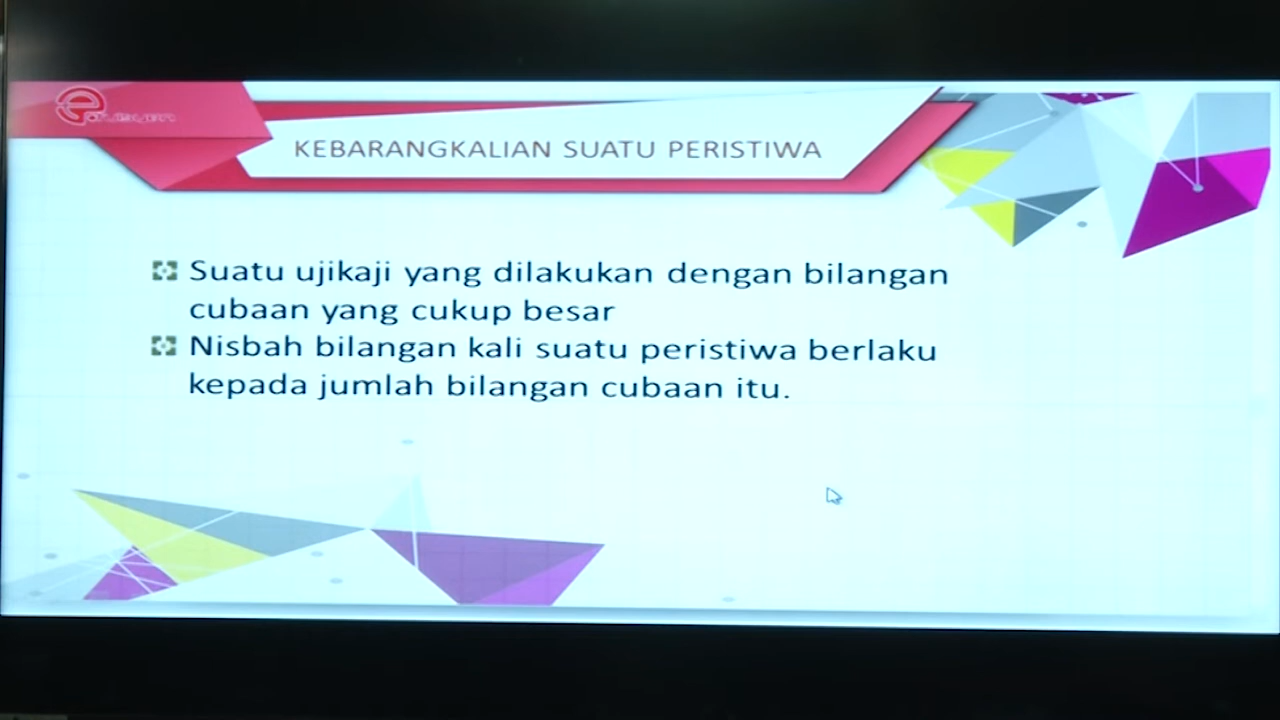 KEBARANGKALIAN SUATU PERISTIWA
Suatu ujikaji yang dilakukan dengan bilangan
cubaan yang cukup besar
Nisbah bilangan kali suatu peristiwa berlaku
kepada jumlah bilangan cubaan itu.